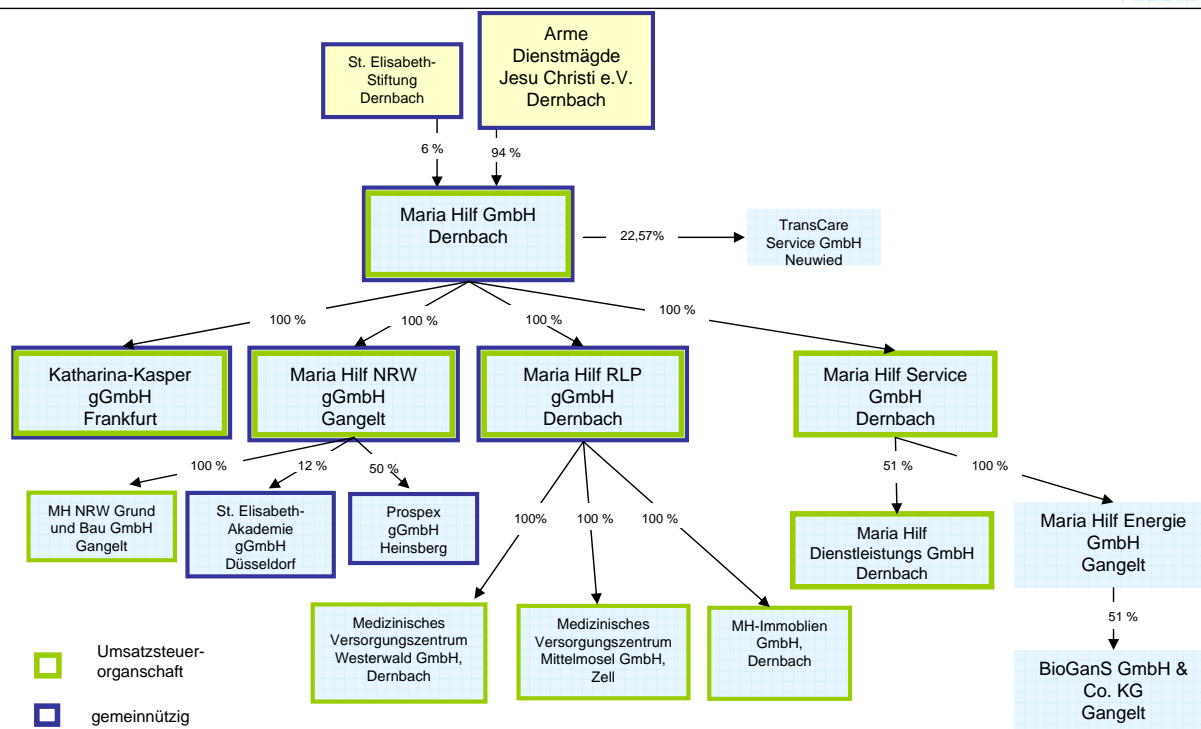 Arme
Dienstmägde
Jesu Christi e.V.
Dernbach
St. Elisabeth-
Stiftung
Dernbach
6 %
94 %
Maria Hilf GmbH
Dernbach
22,57%
TransCare
Service GmbH
Neuwied
100 %
100 %
100 %
100 %
Katharina-Kasper
gGmbH
Frankfurt
Maria Hilf NRW
gGmbH
Gangelt
Maria Hilf RLP
gGmbH
Dernbach
Maria Hilf Service
GmbH
Dernbach
100 %
12 %
50 %
51 %
100 %
MH NRW Grund
und Bau GmbH
Gangelt
St. Elisabeth-
Akademie
gGmbH
Düsseldorf
Prospex
gGmbH
Heinsberg
100%
100 %
100 %
Maria Hilf
Dienstleistungs GmbH
Dernbach
Maria Hilf Energie
GmbH
Gangelt
51 %
Medizinisches
Versorgungszentrum
Westerwald GmbH,
Dernbach
Medizinisches
Versorgungszentrum
Mittelmosel GmbH,
Zell
MH-Immoblien
GmbH,
Dernbach
BioGanS GmbH &
Co. KG
Gangelt
Umsatzsteuer-
organschaft
gemeinnützig